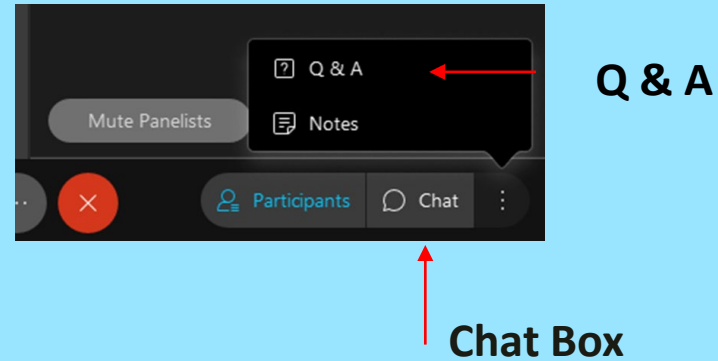 Q & A
Q & A
Notes
Mute Panelists
Participants
Chat
Chat Box